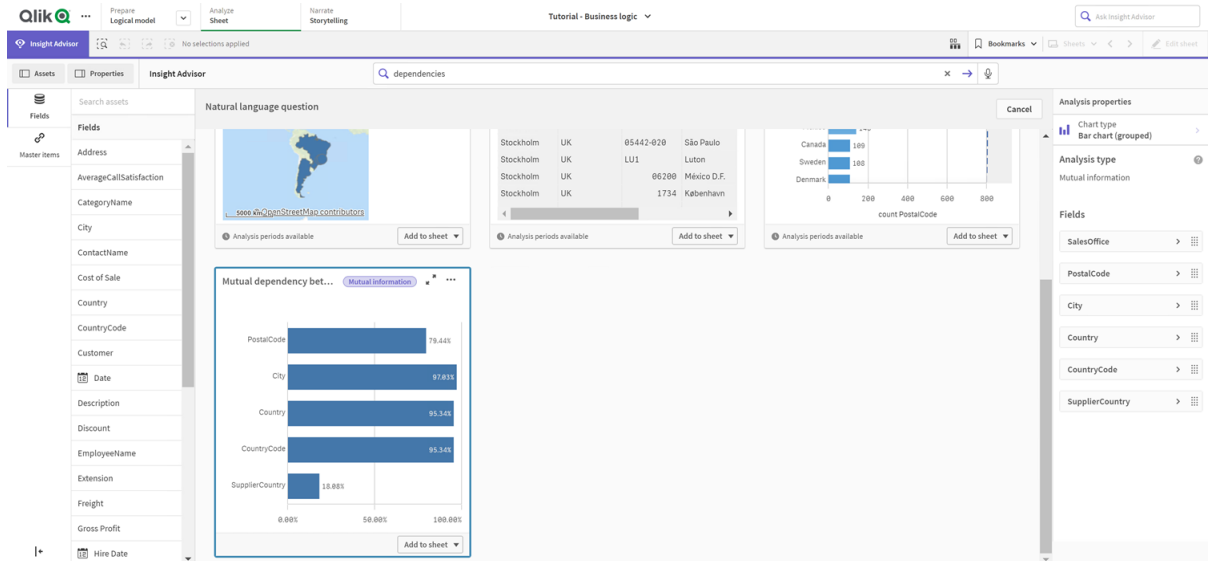 Qlik
Prepare
Logical model
Analyze
Sheet
Narrate
Storytelling
Tutorial - Business logic
Ask Insight Advisor
Insight Advisor
No selections applied
Bookmarks
Sheets
Edit sheet
Assets
Properties
Insight Advisor
dependencies
Fields
Master items
Search assets
Fields
Address
AverageCallSatisfaction
CategoryName
City
ContactName
Cost of Sale
Country
CountryCode
Customer
Date
Description
Discount
EmployeeName
Extension
Freight
Gross Profit
Hire Date
Natural language question
Cancel
5000 km
OpenStreetMap contributors
Analysis periods available
Add to sheet
Stockholm UK 05442-020 São Paulo
Stockholm UK LU1 Luton
Stockholm UK 06200 México D.F.
Stockholm UK 1734 København
Analysis periods available
Add to sheet
Canada 109
Sweden 108
Denmark
0 200 400 600 800
count PostalCode
Analysis periods available
Add to sheet
Mutual dependency bet...
Mutual information
PostalCode 79.44%
City 97.03%
Country 95.34%
CountryCode 95.34%
SupplierCountry 18.08%
0.00% 50.00% 100.00%
Add to sheet
Analysis properties
Chart type
Bar chart (grouped)
Analysis type
Mutual information
Fields
SalesOffice
PostalCode
City
Country
CountryCode
SupplierCountry